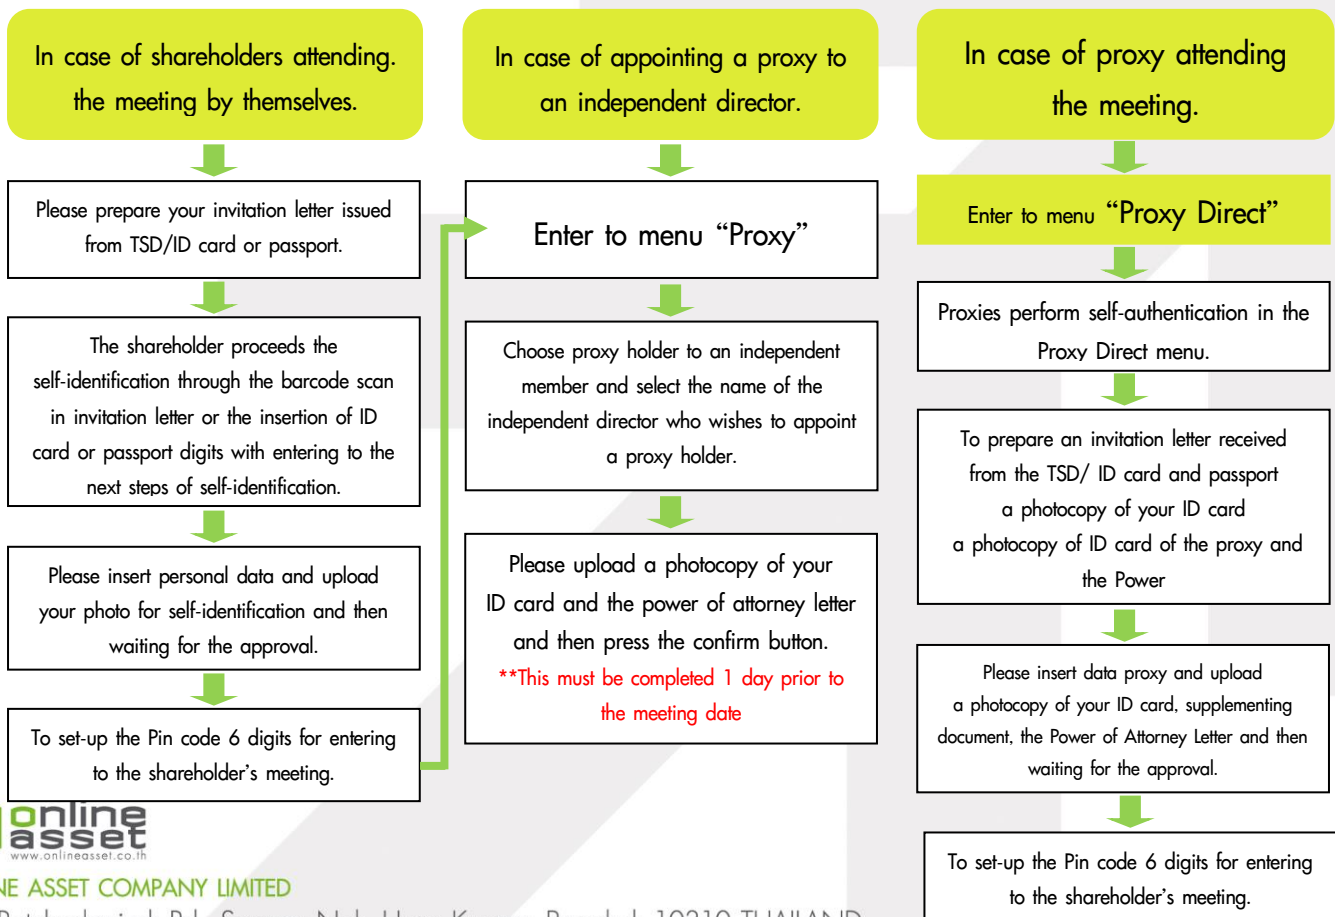 In case of shareholders attending.
the meeting by themselves.
Please prepare your invitation letter issued
from TSD/ID card or passport.
The shareholder proceeds the
self-identification through the barcode scan
in invitation letter or the insertion of ID
card or passport digits with entering to the
next steps of self-identification.
Please insert personal data and upload
your photo for self-identification and then
waiting for the approval.
To set-up the Pin code 6 digits for entering
to the shareholder's meeting.
In case of appointing a proxy to
an independent director.
Enter to menu “Proxy”
Choose proxy holder to an independent
member and select the name of the
independent director who wishes to appoint
a proxy holder.
Please upload a photocopy of your
ID card and the power of attorney letter
and then press the confirm button.
**This must be completed 1 day prior to
the meeting date
In case of proxy attending
the meeting.
Enter to menu “Proxy Direct”
Proxies perform self-authentication in the
Proxy Direct menu.
To prepare an invitation letter received
from the TSD/ ID card and passport
a photocopy of your ID card
a photocopy of ID card of the proxy and
the Power
Please insert data proxy and upload
a photocopy of your ID card, supplementing
document, the Power of Attorney Letter and then
waiting for the approval.
To set-up the Pin code 6 digits for entering
to the shareholder's meeting.
online
asset
www.onlineasset.co.th
NE ASSET COMPANY LIMITED
THAILAND